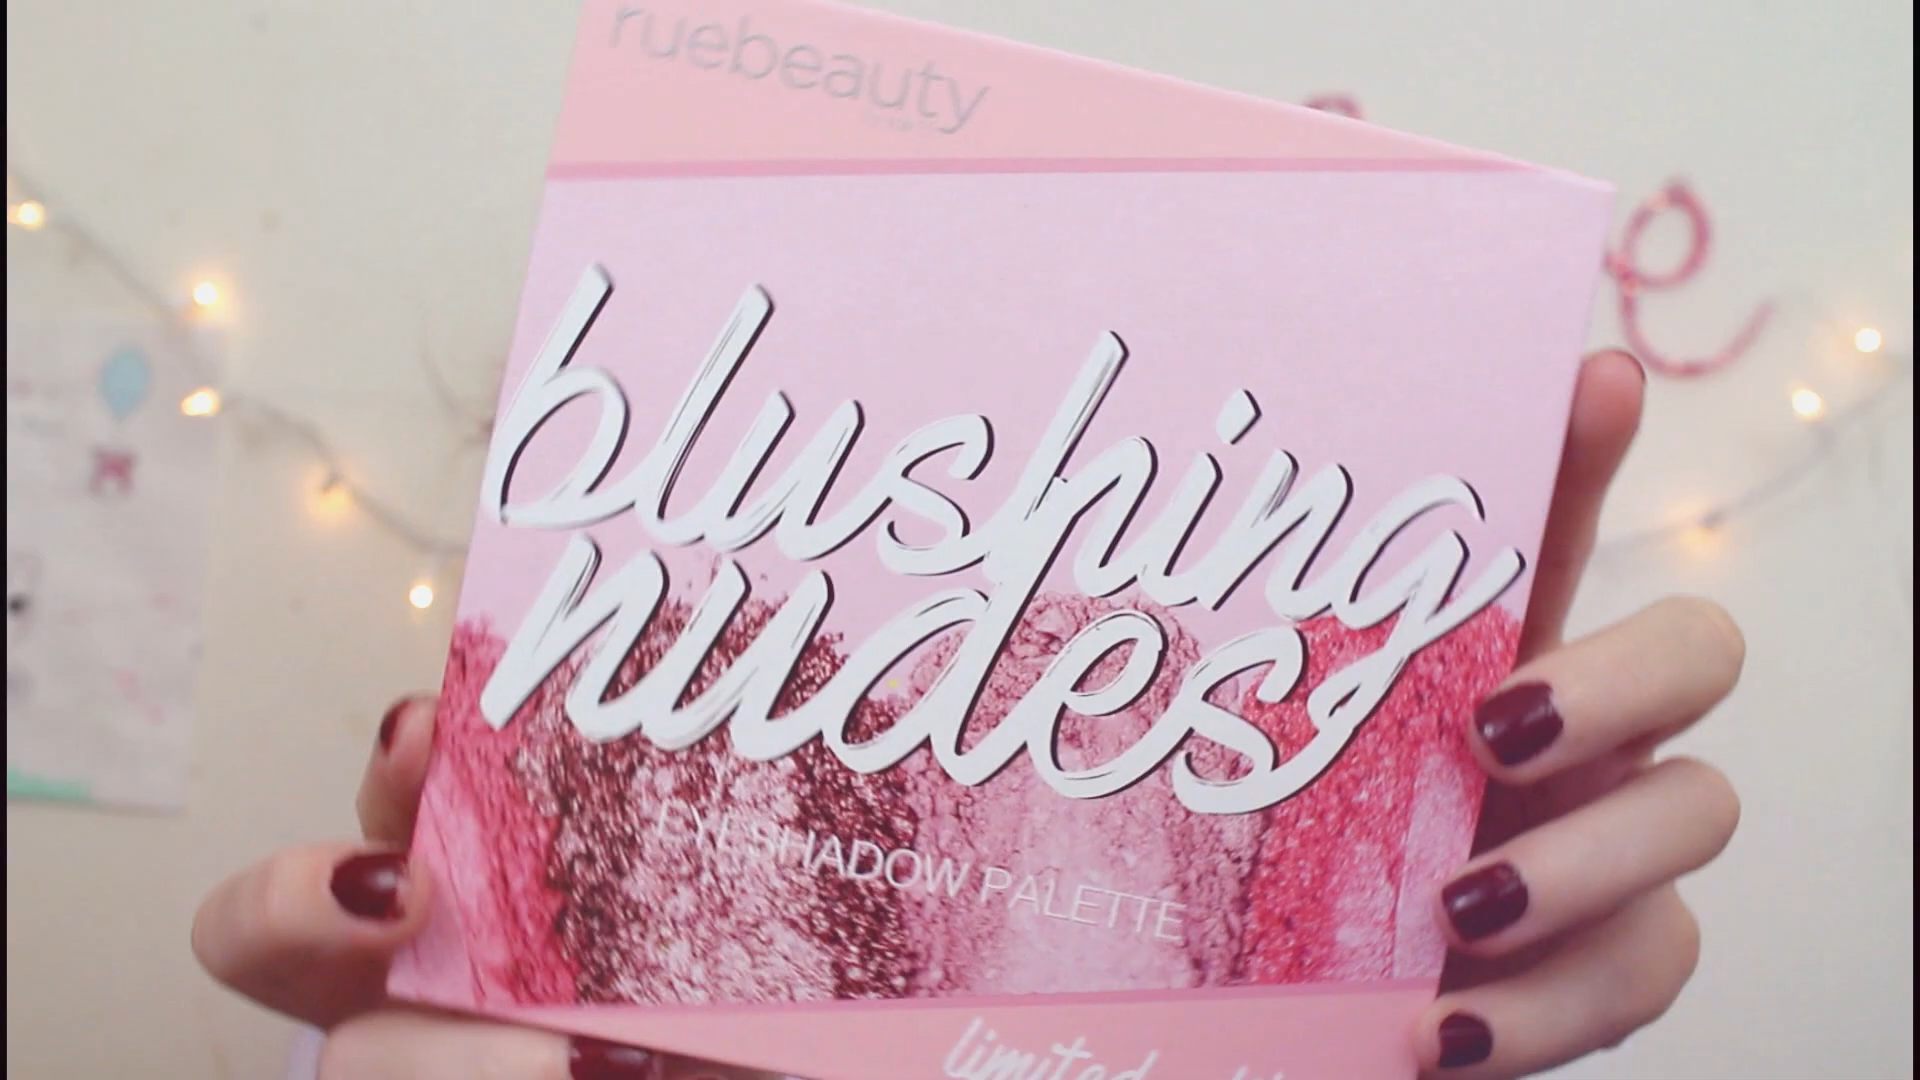 ruebeauty
blushing
nudes
EYESHADOW PALETTE
limited
e